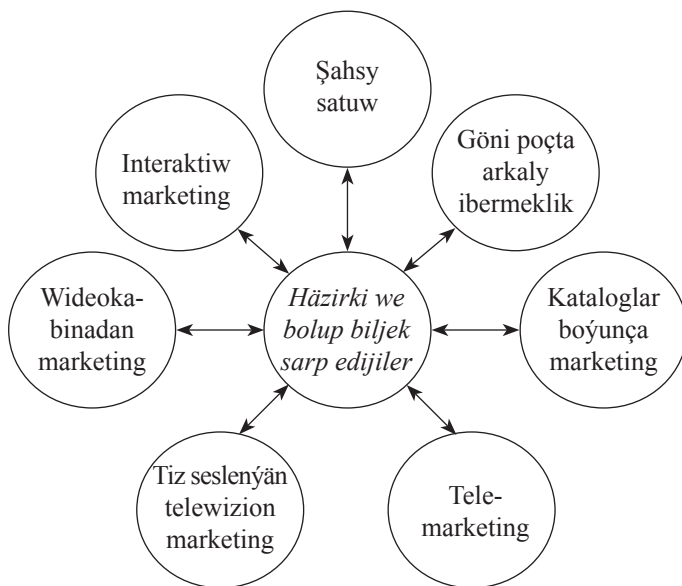 Şahsy
satuw
Göni poçta
arkaly
ibermeklik
Interaktiw
marketing
Wideoka-
binadan
marketing
Häzirki we
bolup biljek
sarp edijiler
Kataloglar
boýunça
marketing
Tiz seslenýän
telewizion
marketing
Tele-
marketing